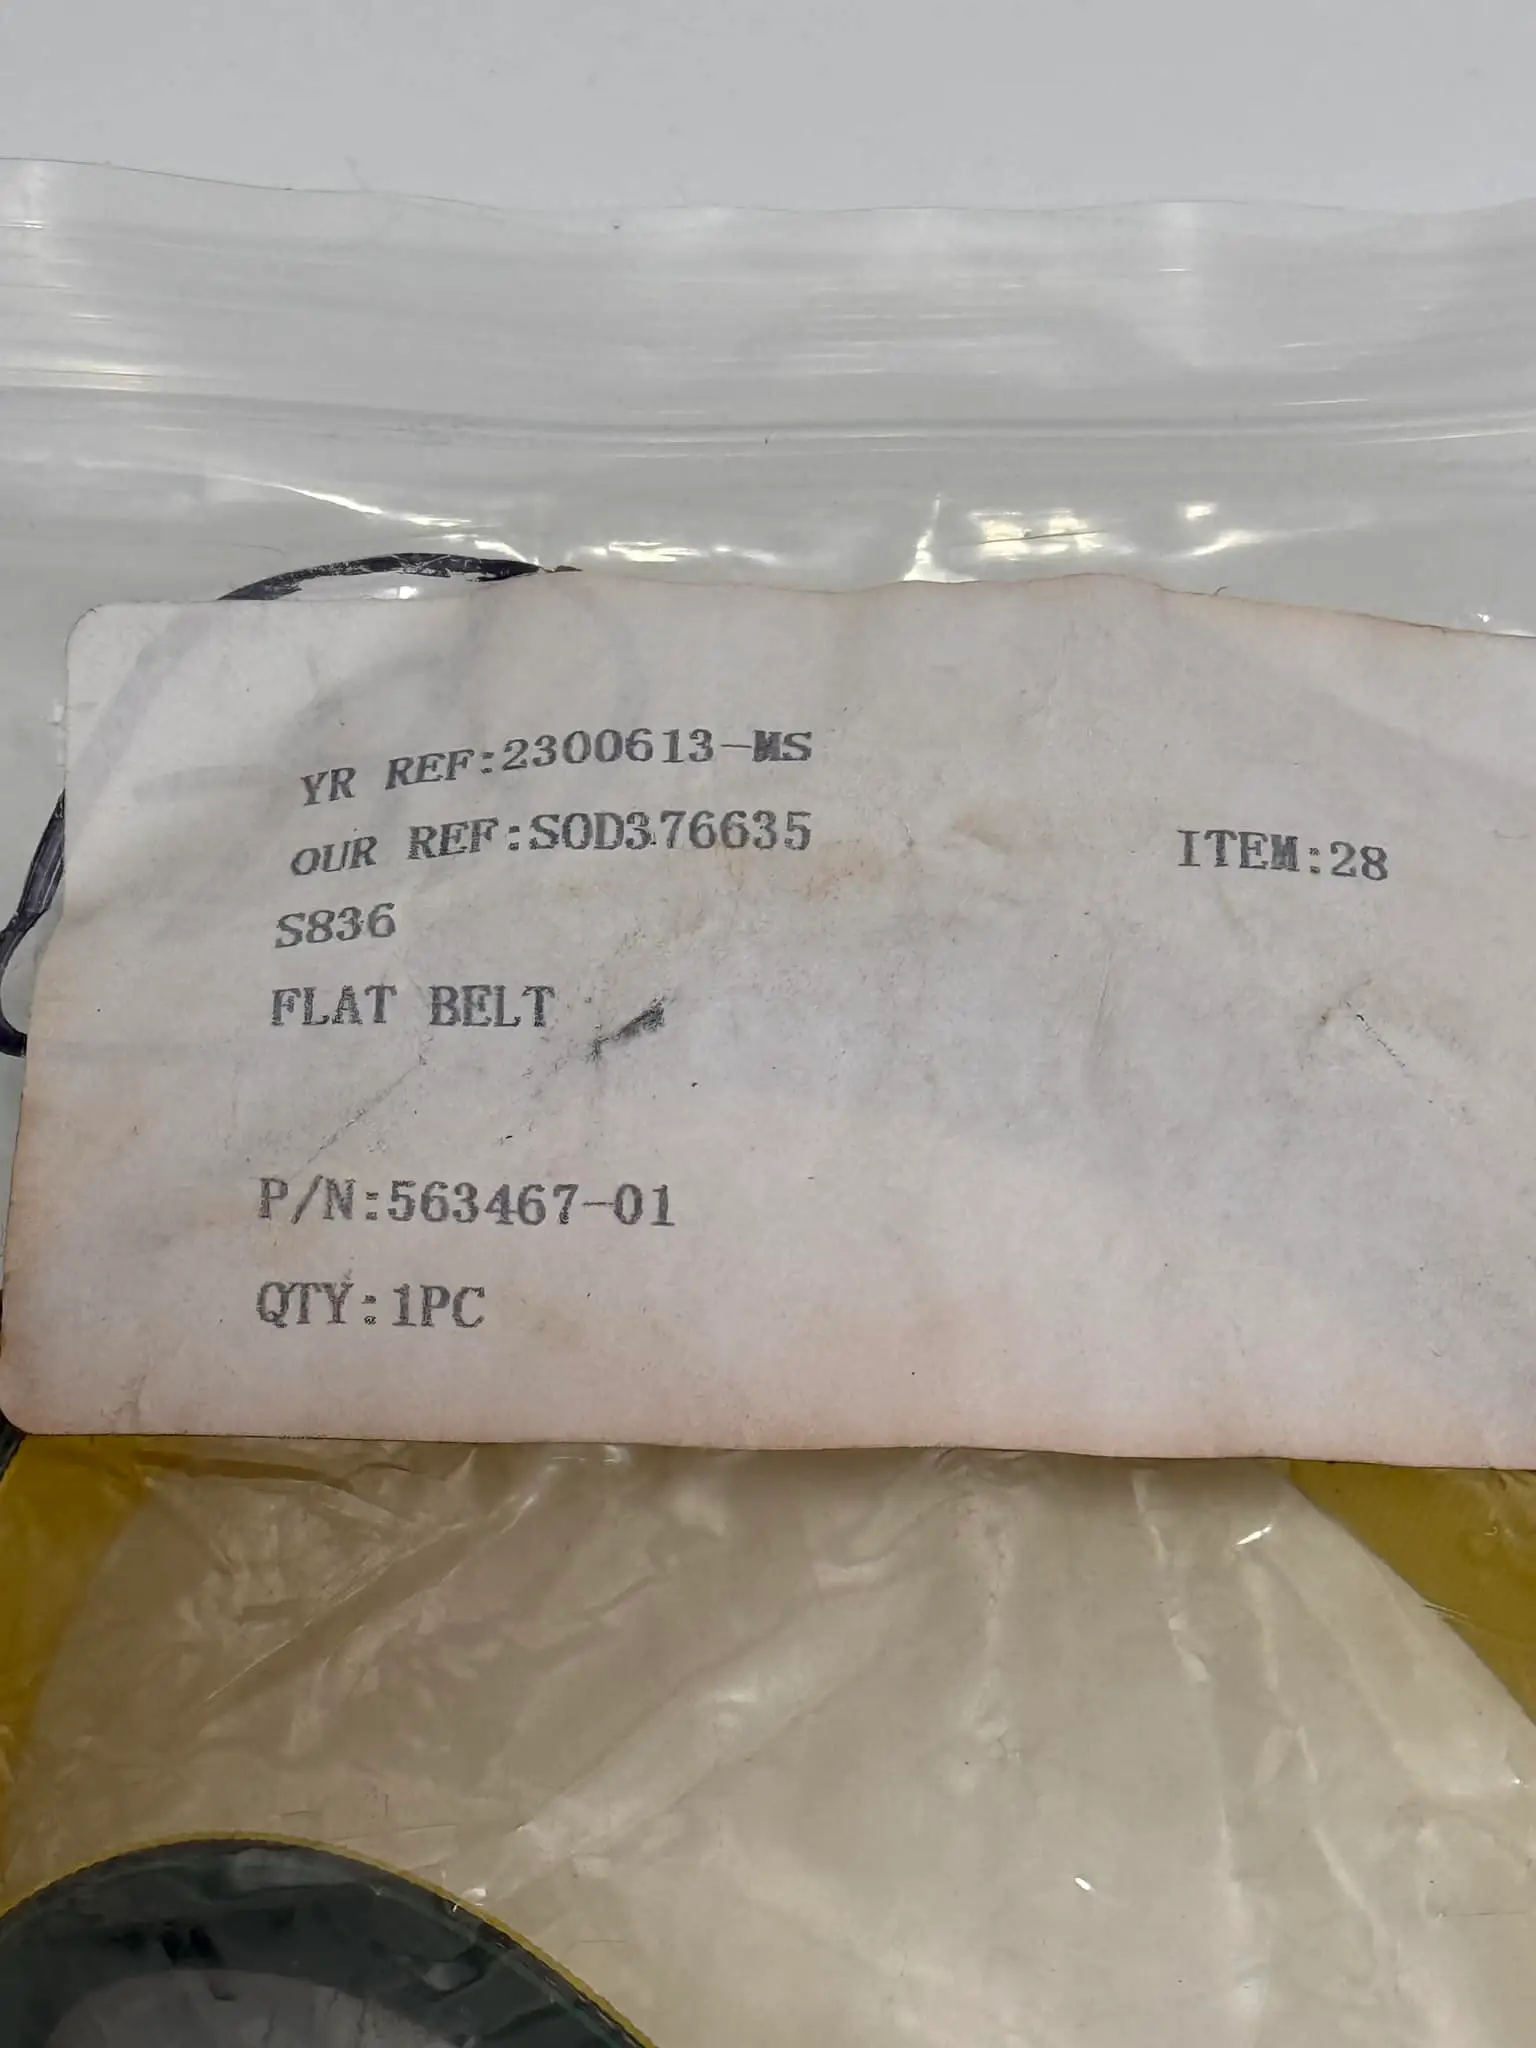 YR REF:2300613-MS
OUR REF:SOD376635
ITEM:28
S836
FLAT BELT
P/N:563467-01
QTY:1PC